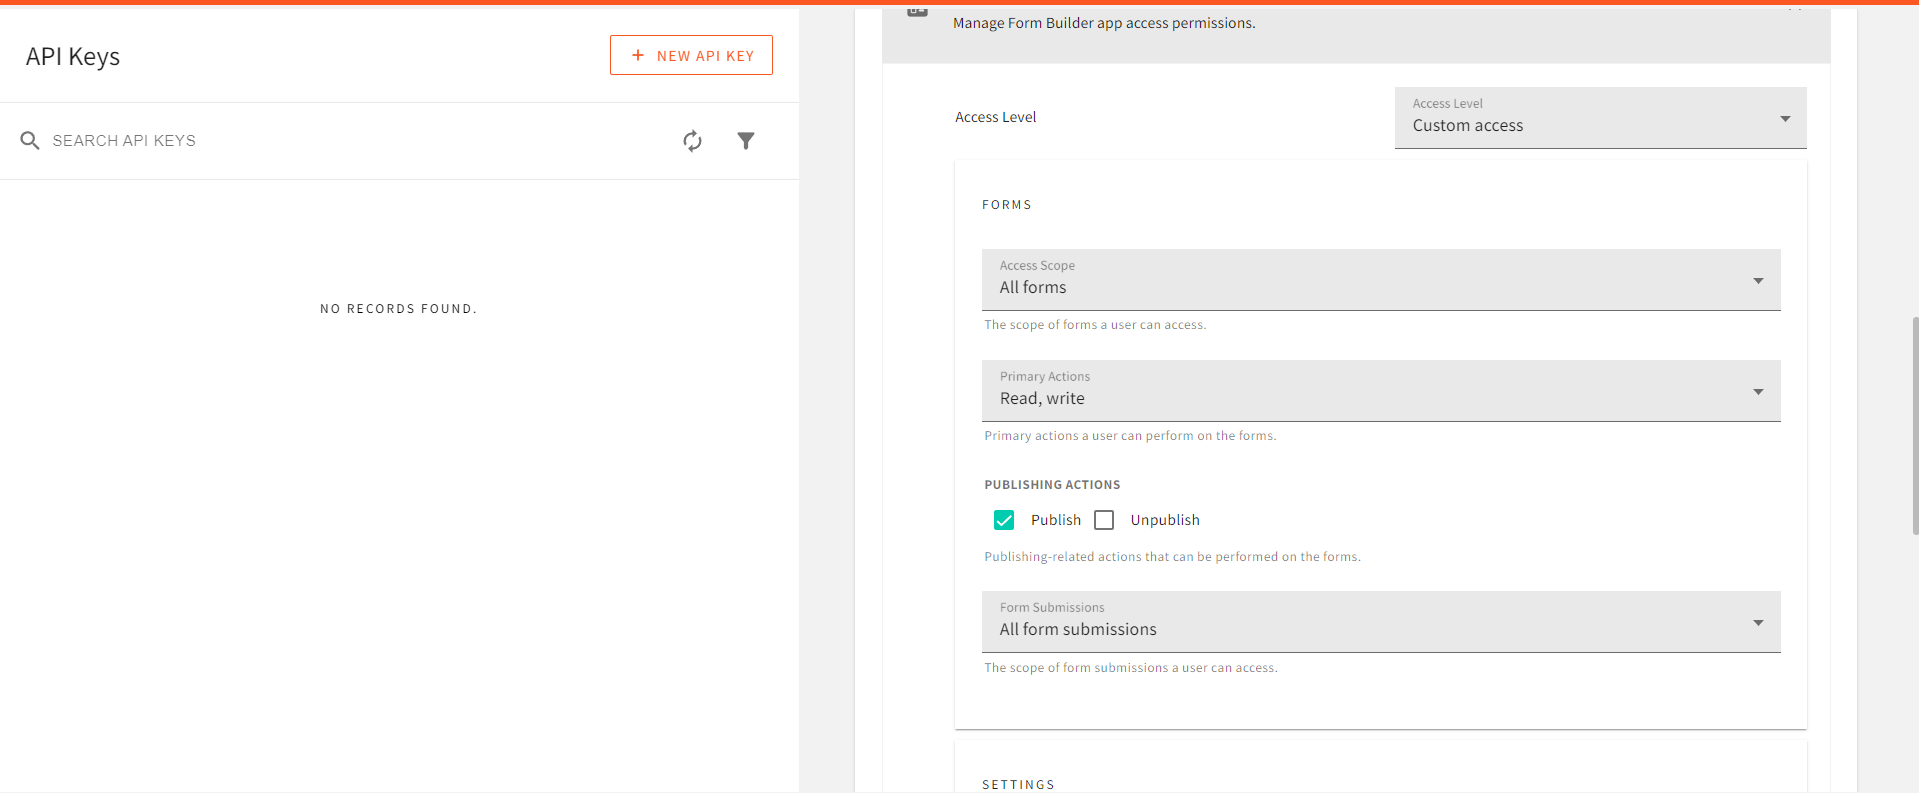 API Keys
+ NEW API KEY
SEARCH API KEYS
NO RECORDS FOUND.
Manage Form Builder app access permissions.
Access Level
Access Level
Custom access
FORMS
Access Scope
All forms
The scope of forms a user can access.
Primary Actions
Read, write
Primary actions a user can perform on the forms.
PUBLISHING ACTIONS
Publish
Unpublish
Publishing-related actions that can be performed on the forms.
Form Submissions
All form submissions
The scope of form submissions a user can access.
SETTINGS